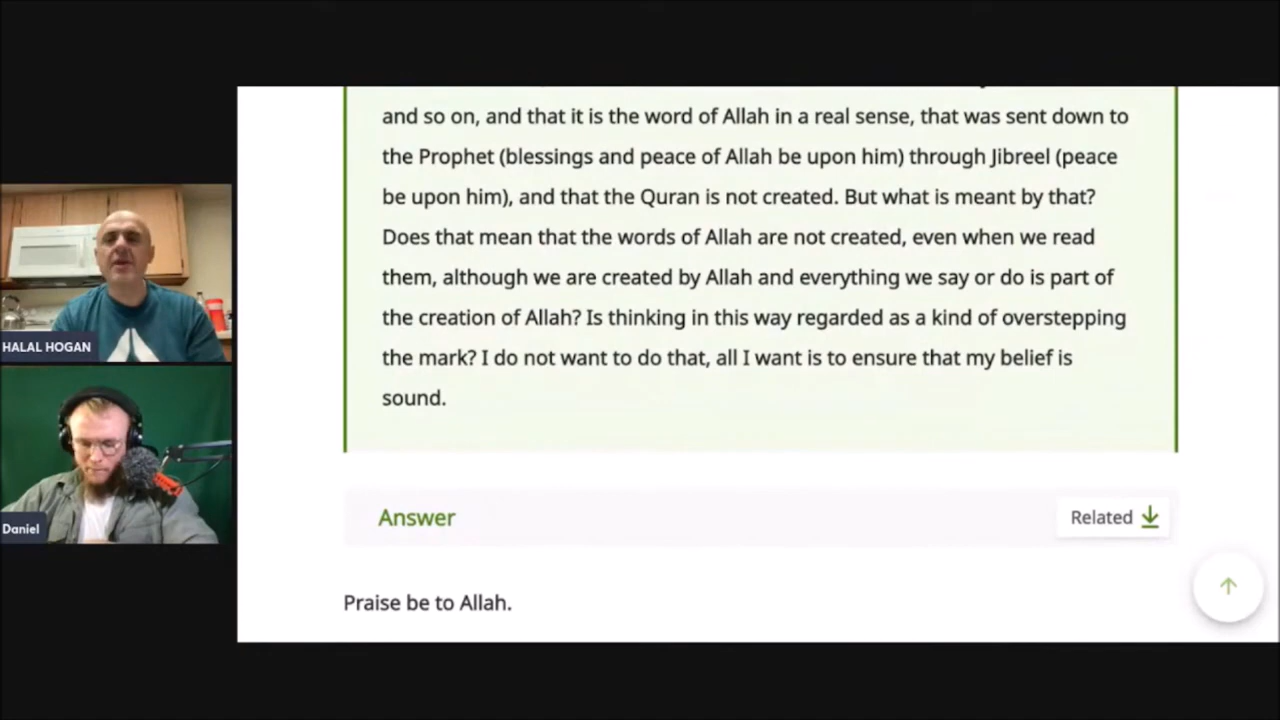 and so on, and that it is the word of Allah in a real sense, that was sent down to
the Prophet (blessings and peace of Allah be upon him) through Jibreel (peace
be upon him), and that the Quran is not created. But what is meant by that?
Does that mean that the words of Allah are not created, even when we read
them, although we are created by Allah and everything we say or do is part of
the creation of Allah? Is thinking in this way regarded as a kind of overstepping
the mark? I do not want to do that, all I want is to ensure that my belief is
sound.
Answer
Related
Praise be to Allah.
HALAL HOGAN
Daniel